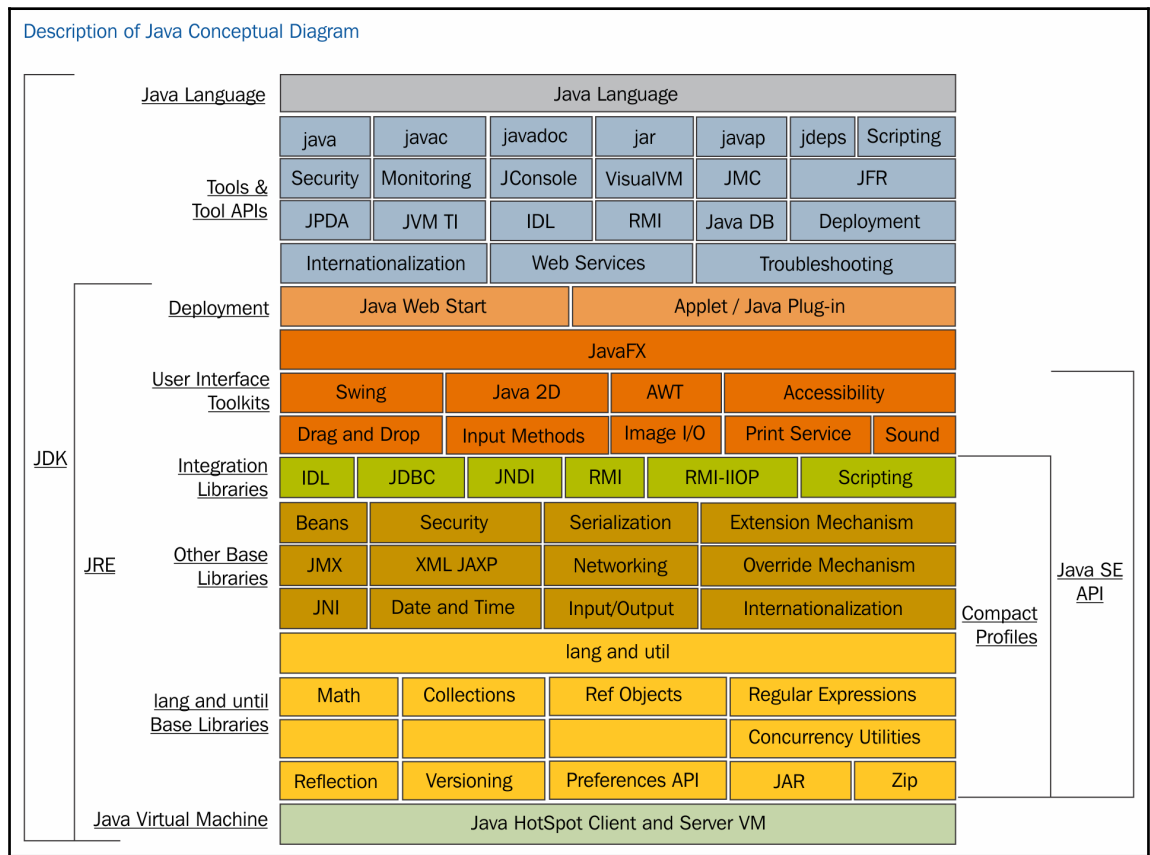 Description of Java Conceptual Diagram
Java Language
Java Language
java
javac
javadoc
jar
javap
jdeps
Scripting
Tools &
Tool APIs
Security
Monitoring
JConsole
VisualVM
JMC
JFR
JPDA
JVM TI
IDL
RMI
Java DB
Deployment
Internationalization
Web Services
Troubleshooting
Deployment
Java Web Start
Applet / Java Plug-in
JavaFX
User Interface
Toolkits
Swing
Java 2D
AWT
Accessibility
Drag and Drop
Input Methods
Image I/O
Print Service
Sound
JDK
Integration
Libraries
IDL
JDBC
JNDI
RMI
RMI-IIOP
Scripting
JRE
Other Base
Libraries
Beans
Security
Serialization
Extension Mechanism
JMX
XML JAXP
Networking
Override Mechanism
JNI
Date and Time
Input/Output
Internationalization
Java SE
API
Compact
Profiles
lang and util
lang and until
Base Libraries
Math
Collections
Ref Objects
Regular Expressions
Concurrency Utilities
Reflection
Versioning
Preferences API
JAR
Zip
Java Virtual Machine
Java HotSpot Client and Server VM